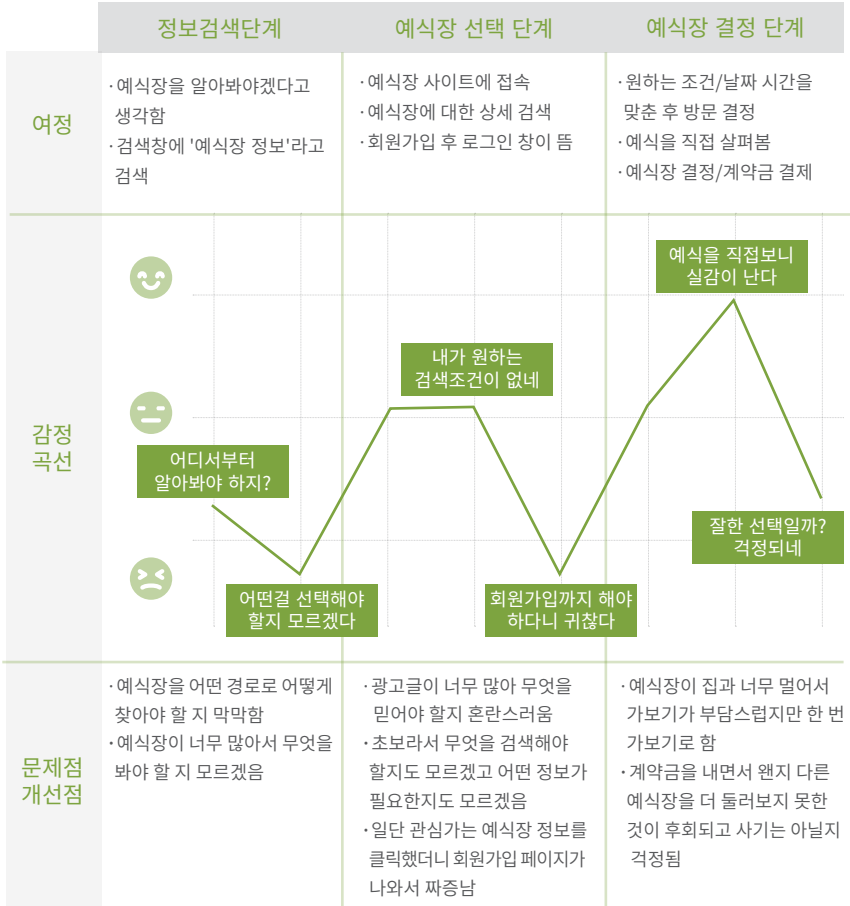 정보검색단계
예식장 선택 단계
예식장 결정 단계
여정
·예식장을 알아봐야겠다고
생각함
·검색창에 '예식장 정보'라고
검색
·예식장 사이트에 접속
·예식장에 대한 상세 검색
·회원가입 후 로그인 창이 뜸
·원하는 조건/날짜 시간을
맞춘 후 방문 결정
·예식을 직접 살펴봄
·예식장 결정/계약금 결제
감정
곡선
어디서부터
알아봐야 하지?
어떤걸 선택해야
할지 모르겠다
내가 원하는
검색조건이 없네
회원가입까지 해야
하다니 귀찮다
예식을 직접보니
실감이 난다
잘한 선택일까?
걱정되네
문제점
개선점
·예식장을 어떤 경로로 어떻게
찾아야 할 지 막막함
·예식장이 너무 많아서 무엇을
봐야 할 지 모르겠음
·광고글이 너무 많아 무엇을
믿어야 할지 혼란스러움
·초보라서 무엇을 검색해야
할지도 모르겠고 어떤 정보가
필요한지도 모르겠음
·일단 관심가는 예식장 정보를
클릭했더니 회원가입 페이지가
나와서 짜증남
·예식장이 집과 너무 멀어서
가보기가 부담스럽지만 한 번
가보기로 함
·계약금을 내면서 왠지 다른
예식장을 더 둘러보지 못한
것이 후회되고 사기는 아닐지
걱정됨